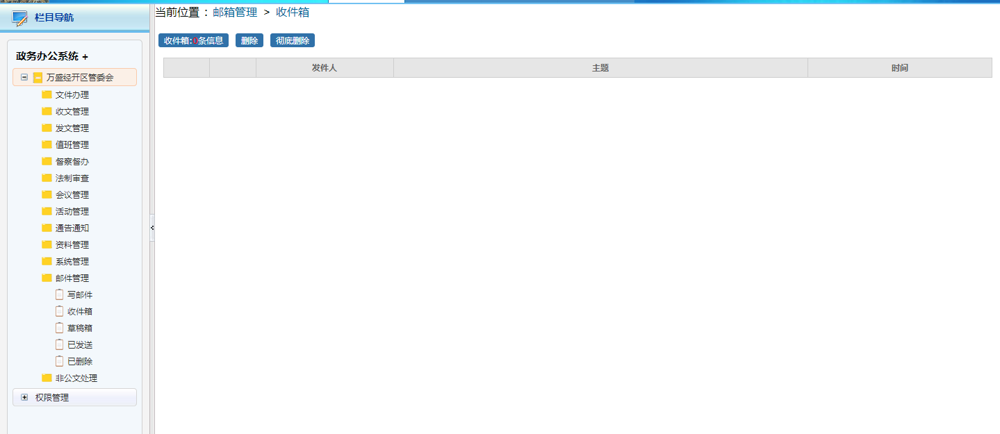 栏目导航
政务办公系统 +
万盛经开区管委会
文件办理
收文管理
发文管理
值班管理
督察督办
法制审查
会议管理
活动管理
通告通知
资料管理
系统管理
邮件管理
写邮件
收件箱
草稿箱
已发送
已删除
非公文处理
权限管理
当前位置：邮箱管理 > 收件箱
收件箱:0条信息 删除 彻底删除
发件人 主题 时间